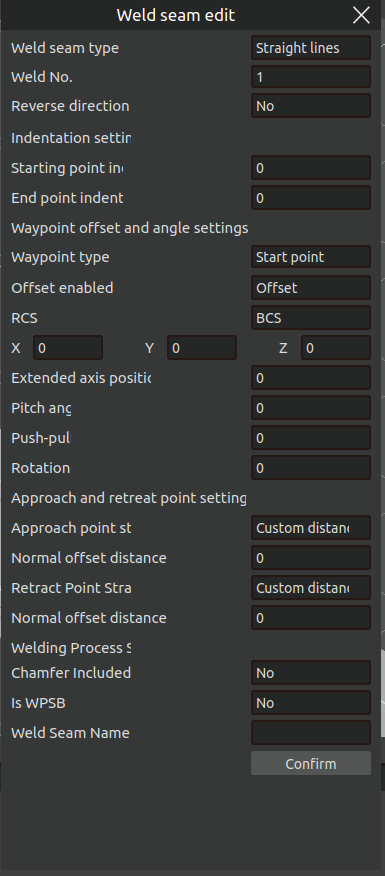 Weld seam edit
Weld seam type Straight lines
Weld No. 1
Reverse direction No
Indentation settin
Starting point in
0
End point indent 0
Waypoint offset and angle settings
Waypoint type Start point
Offset enabled Offset
RCS BCS
X 0 Y 0 Z 0
Extended axis positic 0
Pitch ang 0
Push-pul 0
Rotation 0
Approach and retreat point setting
Approach point st Custom distanc
Normal offset distance 0
Retract Point Stra Custom distanc
Normal offset distance 0
Welding Process S
Chamfer Included No
Is WPSB No
Weld Seam Name
Confirm